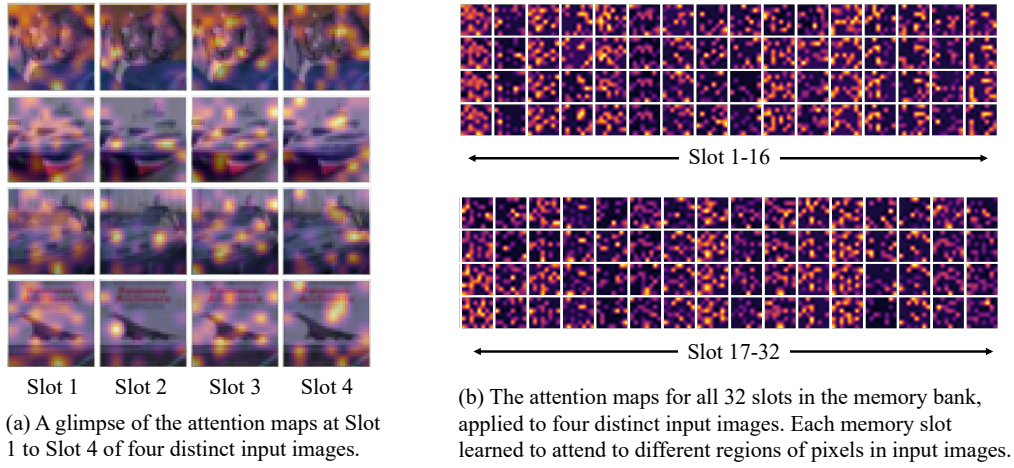 Slot 1 Slot 2 Slot 3 Slot 4
(a) A glimpse of the attention maps at Slot
1 to Slot 4 of four distinct input images.
Slot 1-16
Slot 17-32
(b) The attention maps for all 32 slots in the memory bank,
applied to four distinct input images. Each memory slot
learned to attend to different regions of pixels in input images.